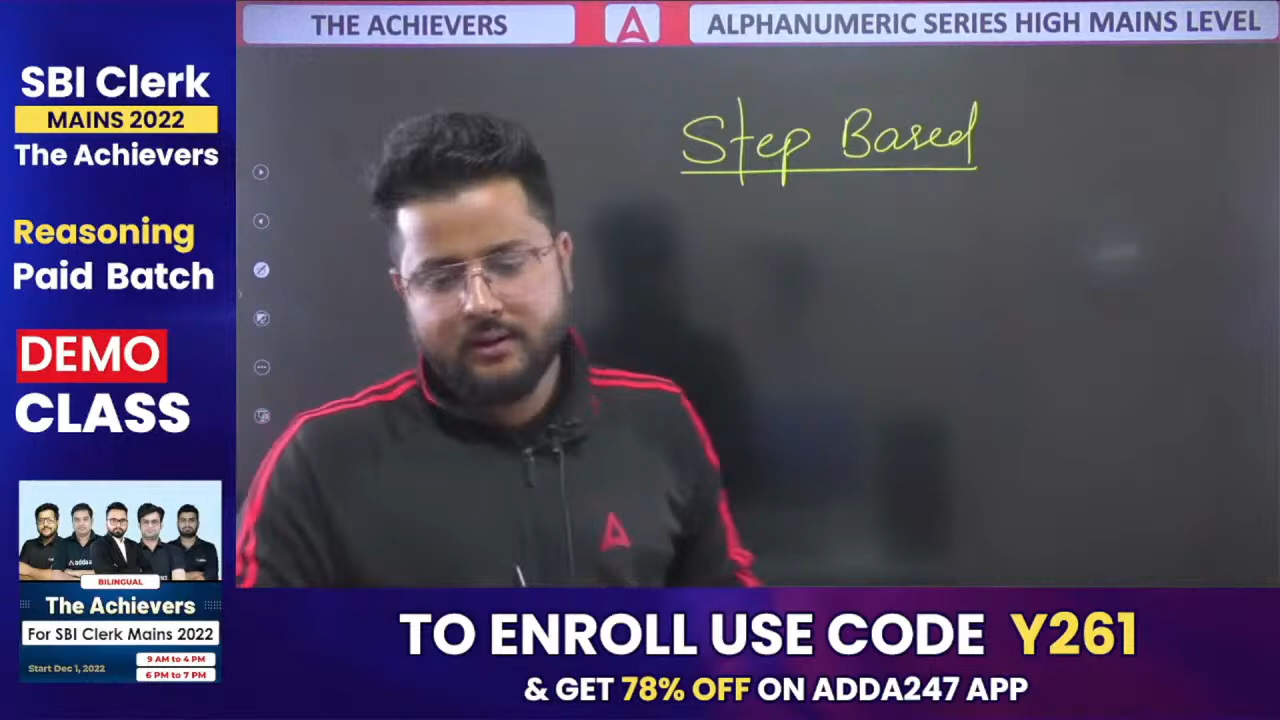 THE ACHIEVERS
ALPHANUMERIC SERIES HIGH MAINS LEVEL
SBI Clerk
MAINS 2022
The Achievers
Reasoning
Paid Batch
DEMO
CLASS
Step Based
BILINGUAL
The Achievers
For SBI Clerk Mains 2022
Start Dec 1, 2022
9 AM to 4 PM
6 PM to 7 PM
TO ENROLL USE CODE Y261
& GET 78% OFF ON ADDA247 APP